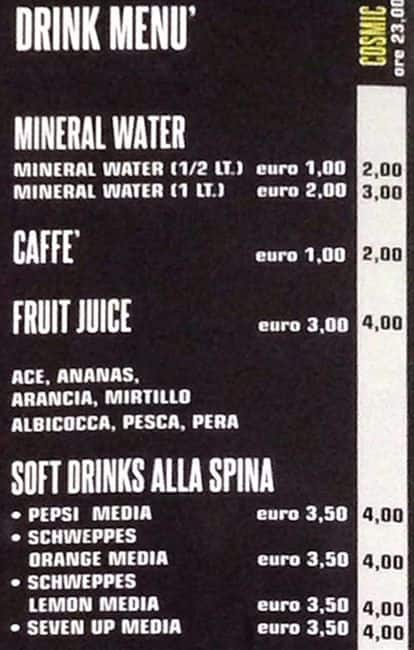 DRINK MENU'
COSMIC
ore 23,00
MINERAL WATER
MINERAL WATER (1/2 LT.) euro 1,00 2,00
MINERAL WATER (1 LT.) euro 2,00 3,00
CAFFE' euro 1,00 2,00
FRUIT JUICE euro 3,00 4,00
ACE, ANANAS,
ARANCIA, MIRTILLO
ALBICOCCA, PESCA, PERA
SOFT DRINKS ALLA SPINA
• PEPSI MEDIA euro 3,50 4,00
• SCHWEPPES
ORANGE MEDIA euro 3,50 4,00
• SCHWEPPES
LEMON MEDIA euro 3,50 4,00
• SEVEN UP MEDIA euro 3,50 4,00